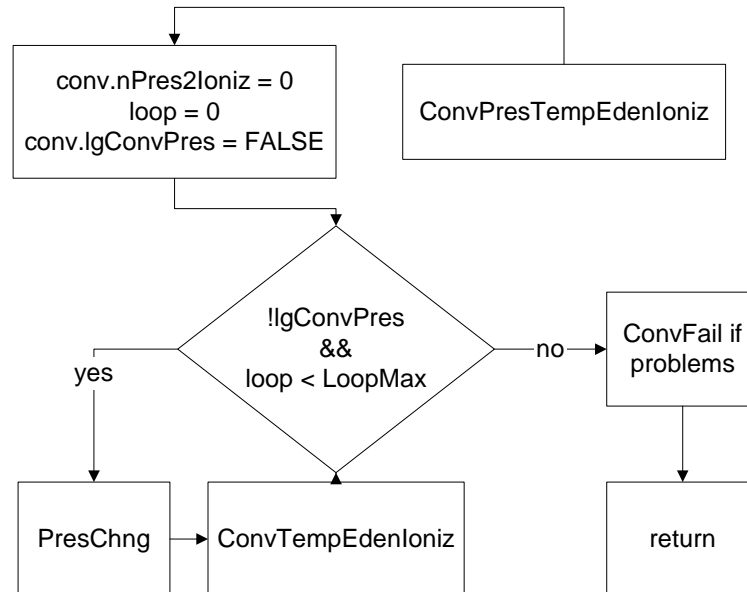 conv.nPres2Ioniz = 0
loop = 0
conv.lgConvPres = FALSE
ConvPresTempEdenIoniz
!lgConvPres
&&
loop < LoopMax
yes
no
ConvFail if
problems
PresChng
ConvTempEdenIoniz
return